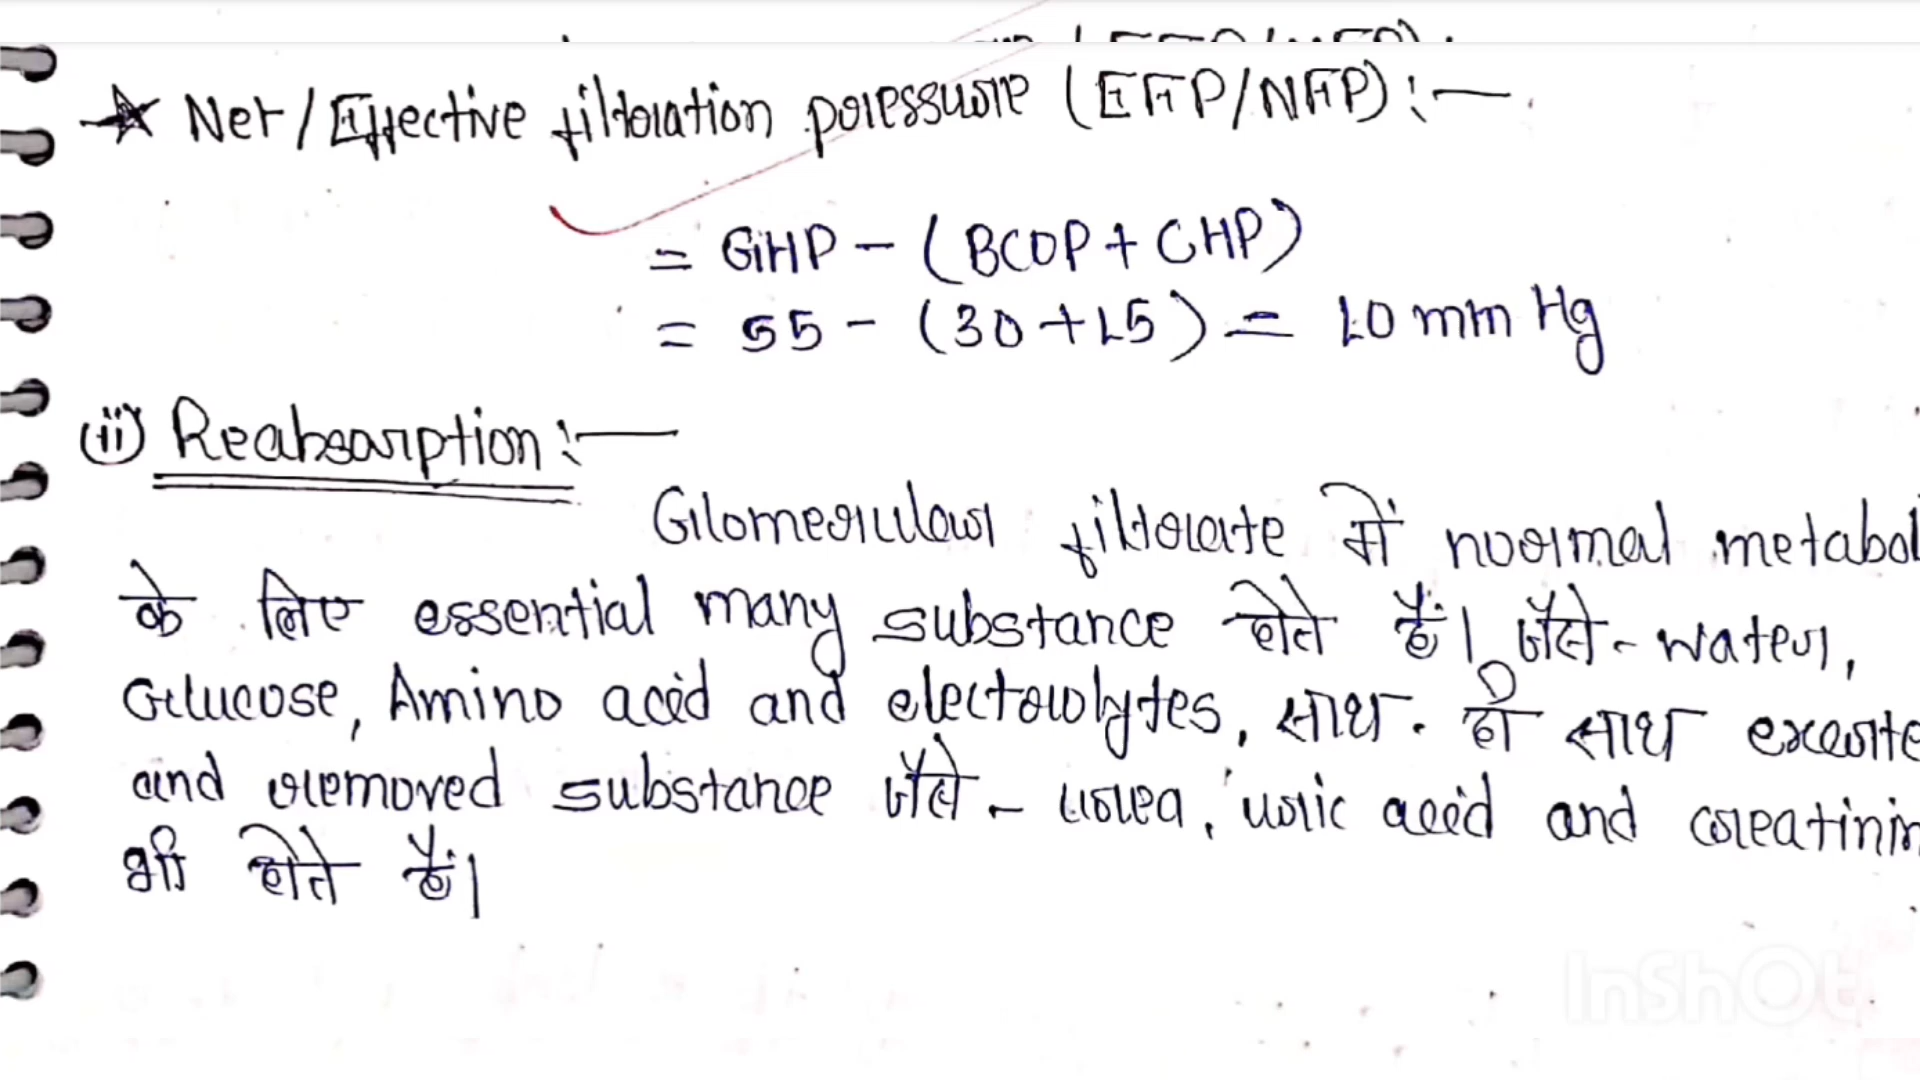 ★ Net/Effective filtration pressure (EFP/NFP):—
= GHP – (BCOP + CHP)
= 55 – (30+15) = 10 mm Hg
(ii) Reabsorption:—
Glomerular filtrate में normal metabol
के लिए essential many substance होते हैं। जैसे - water,
Glucose, Amino acid and electrolytes, साथ ही साथ excrete
and removed substance जैसे - urea, uric acid and creatinin
भी होते हैं।
InShOt